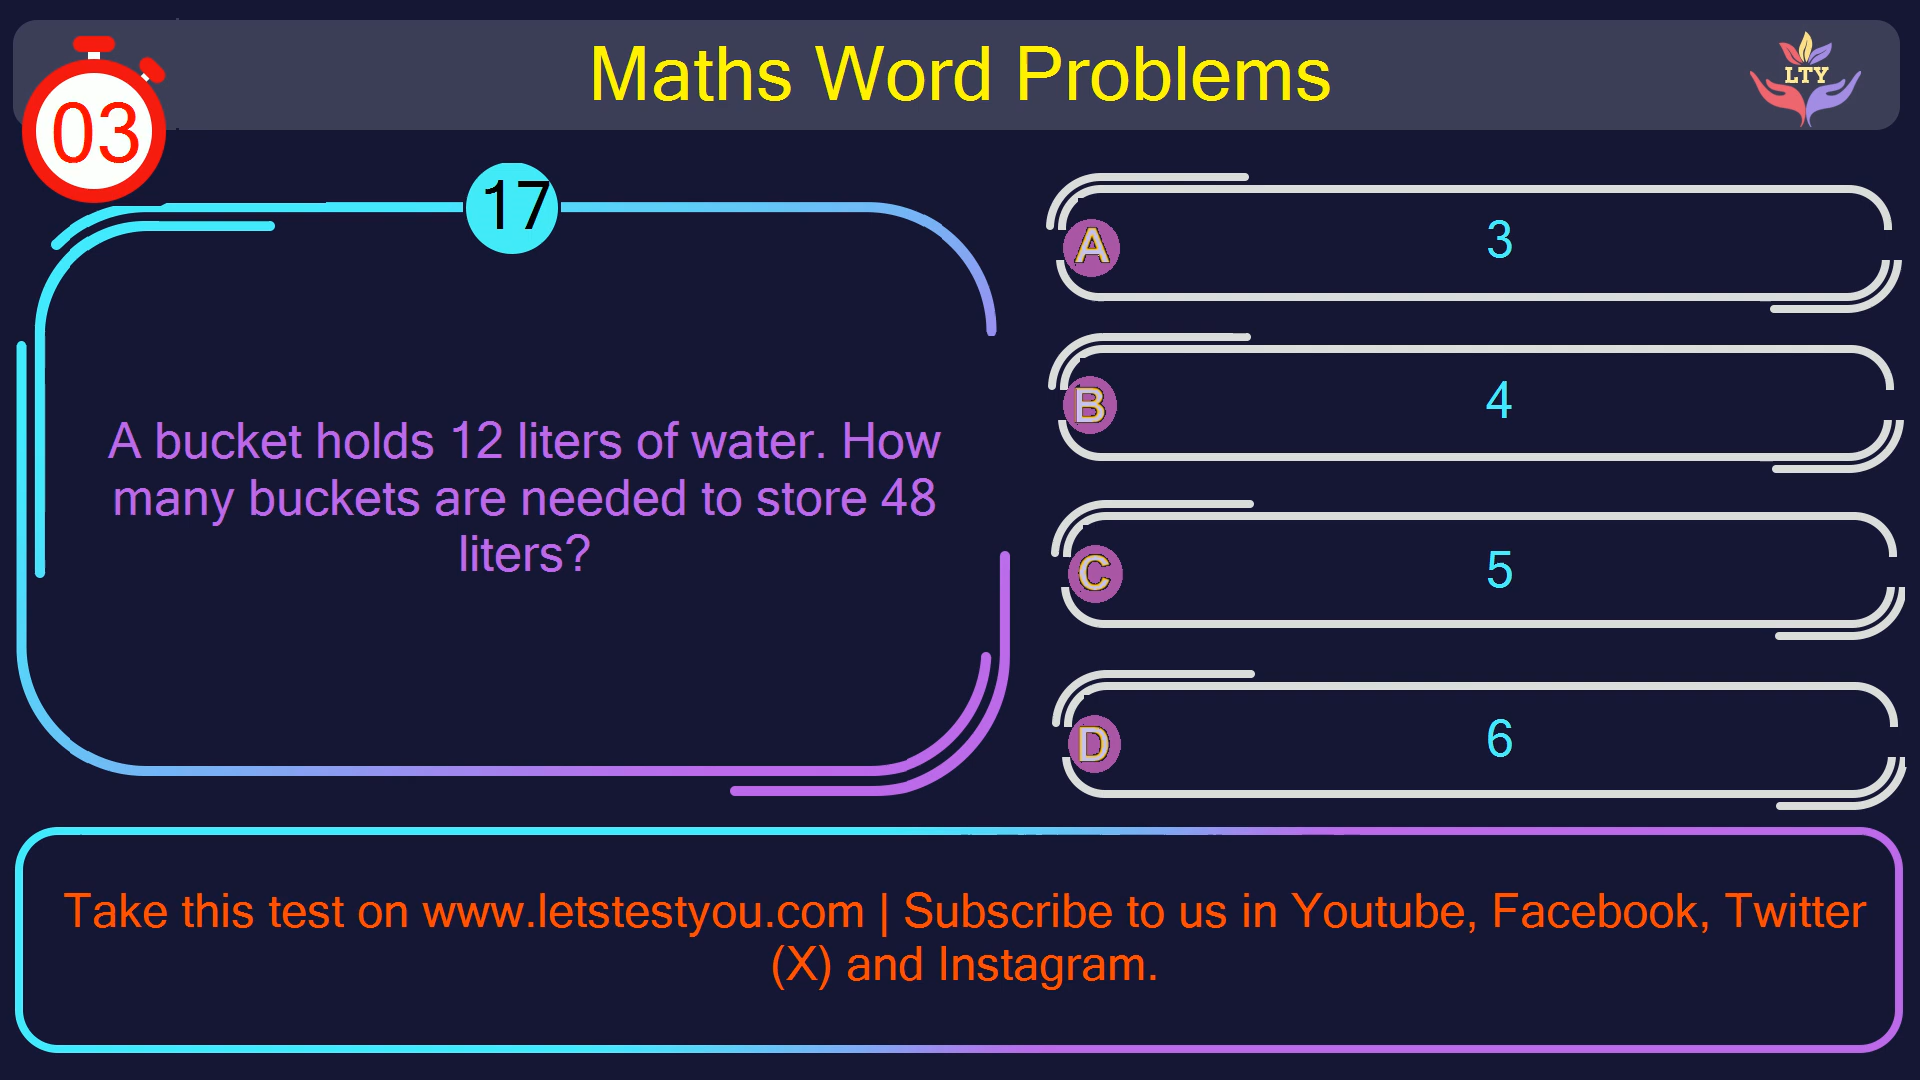 Maths Word Problems
LTY
03
17
A bucket holds 12 liters of water. How
many buckets are needed to store 48
liters?
A
3
B
4
C
5
D
6
Take this test on www.letstestyou.com | Subscribe to us in Youtube, Facebook, Twitter
(X) and Instagram.